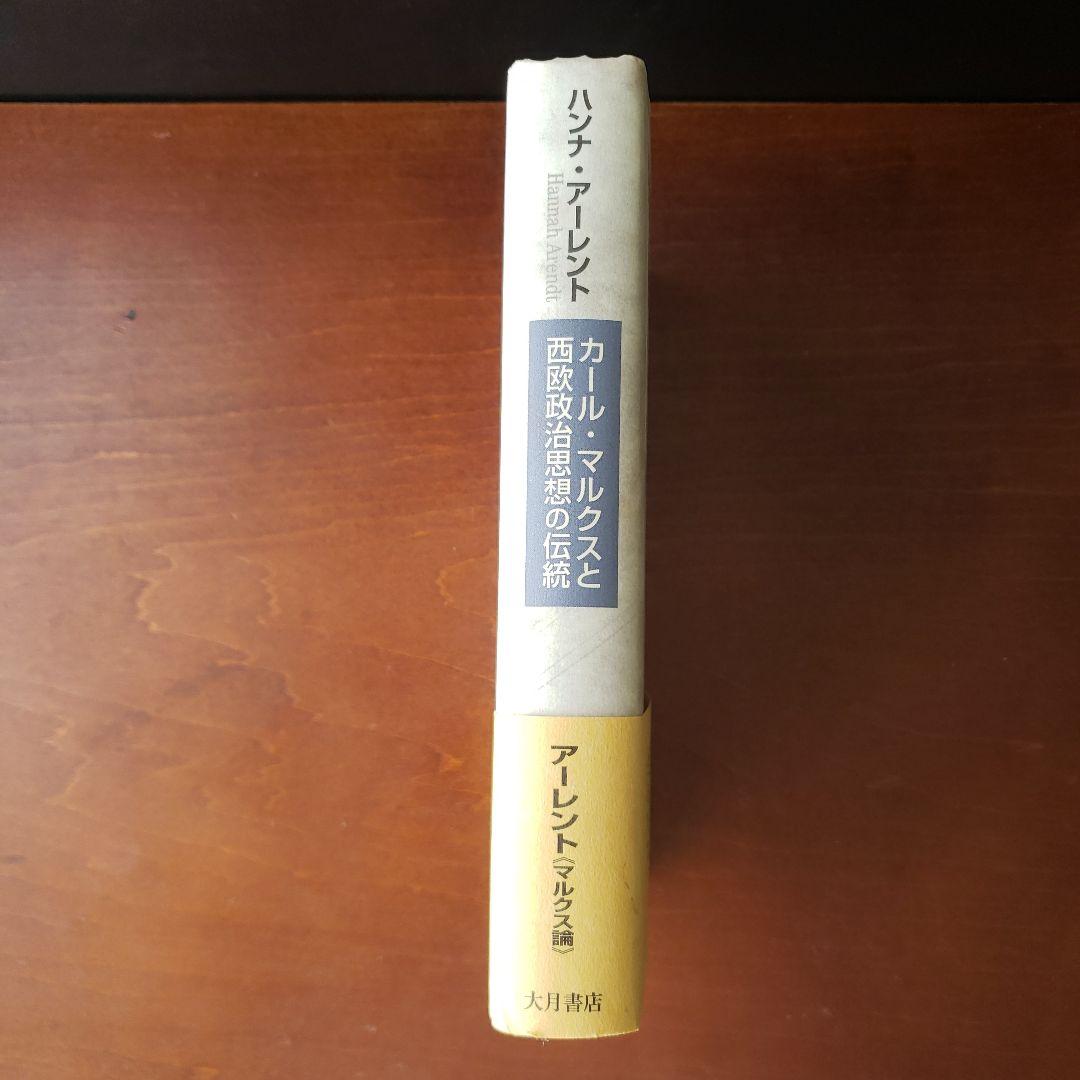 ハンナ・アーレント
Hannah Arendt
カール・マルクスと
西欧政治思想の伝統
アーレント《マルクス論》
大月書店